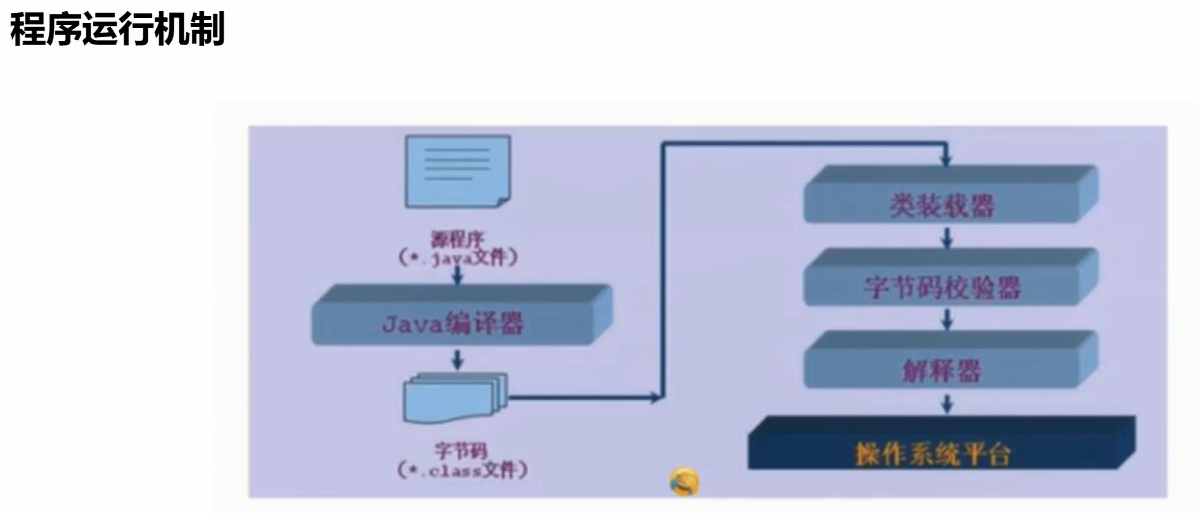 程序运行机制
源程序
(*.java文件)
Java编译器
字节码
(*.class文件)
类装载器
字节码校验器
解释器
操作系统平台